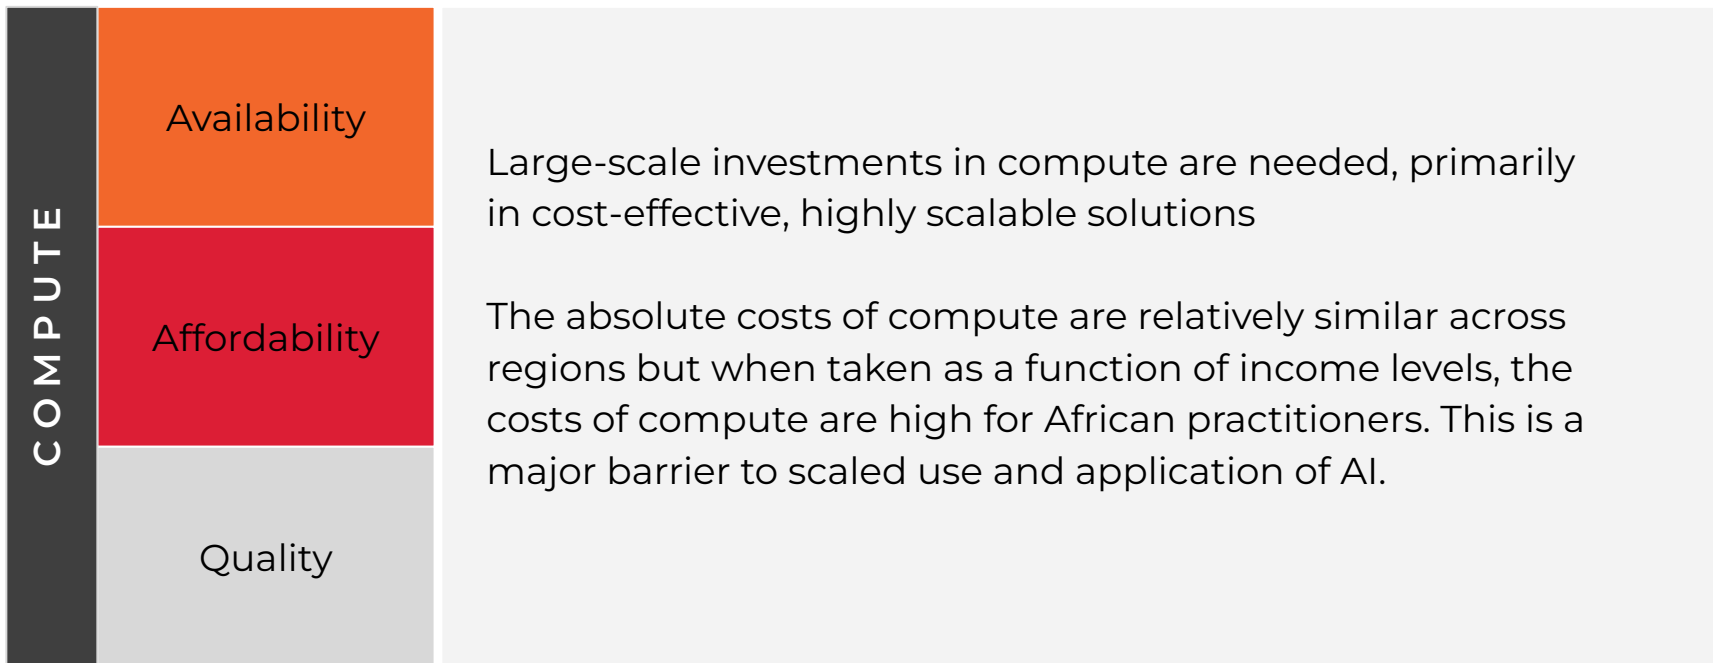 COMPUTE
Availability
Affordability
Quality
Large-scale investments in compute are needed, primarily
in cost-effective, highly scalable solutions
The absolute costs of compute are relatively similar across
regions but when taken as a function of income levels, the
costs of compute are high for African practitioners. This is a
major barrier to scaled use and application of AI.